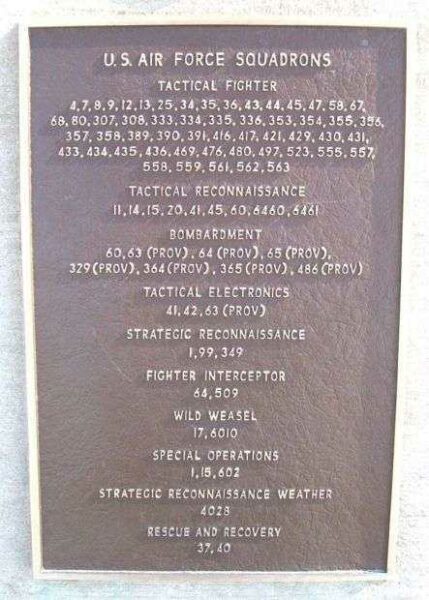 U.S. AIR FORCE SQUADRONS
TACTICAL FIGHTER
4, 7, 8, 9, 12, 13, 25, 34, 35, 36, 43, 44, 45, 47, 58, 67,
68, 80, 307, 308, 333, 334, 335, 336, 353, 354, 355, 356,
357, 358, 389, 390, 391, 416, 417, 421, 429, 430, 431,
433, 434, 435, 436, 469, 476, 480, 497, 523, 555, 557,
558, 559, 561, 562, 563
TACTICAL RECONNAISSANCE
11, 14, 15, 20, 41, 45, 60, 6460, 6461
BOMBARDMENT
60, 63 (PROV), 64 (PROV), 65 (PROV),
329 (PROV), 364 (PROV), 365 (PROV), 486 (PROV)
TACTICAL ELECTRONICS
41, 42, 63 (PROV)
STRATEGIC RECONNAISSANCE
1, 99, 349
FIGHTER INTERCEPTOR
64, 509
WILD WEASEL
17, 6010
SPECIAL OPERATIONS
1, 15, 602
STRATEGIC RECONNAISSANCE WEATHER
4028
RESCUE AND RECOVERY
37, 40